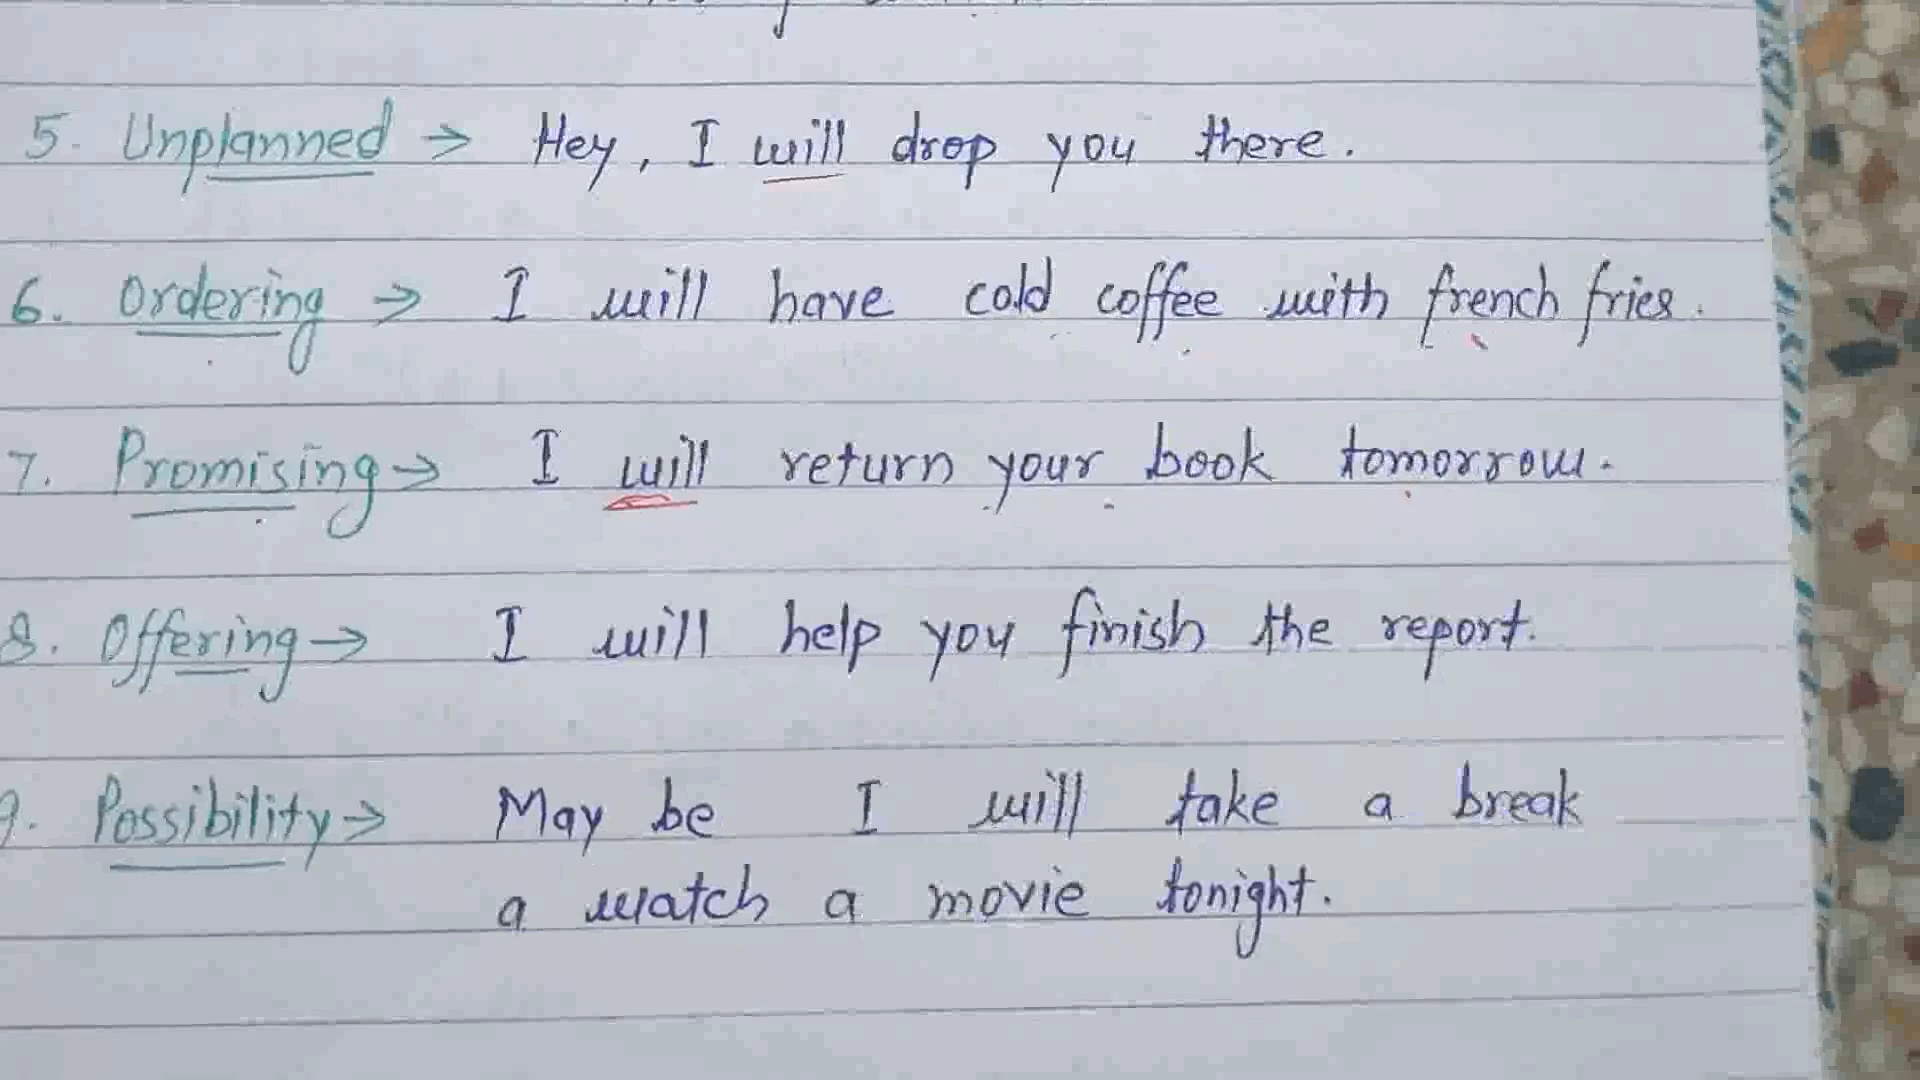 5. Unplanned → Hey, I will drop you there.
6. Ordering → I will have cold coffee with french fries.
7. Promising → I will return your book tomorrow.
8. Offering → I will help you finish the report.
9. Possibility → May be I will take a break
a watch a movie tonight.